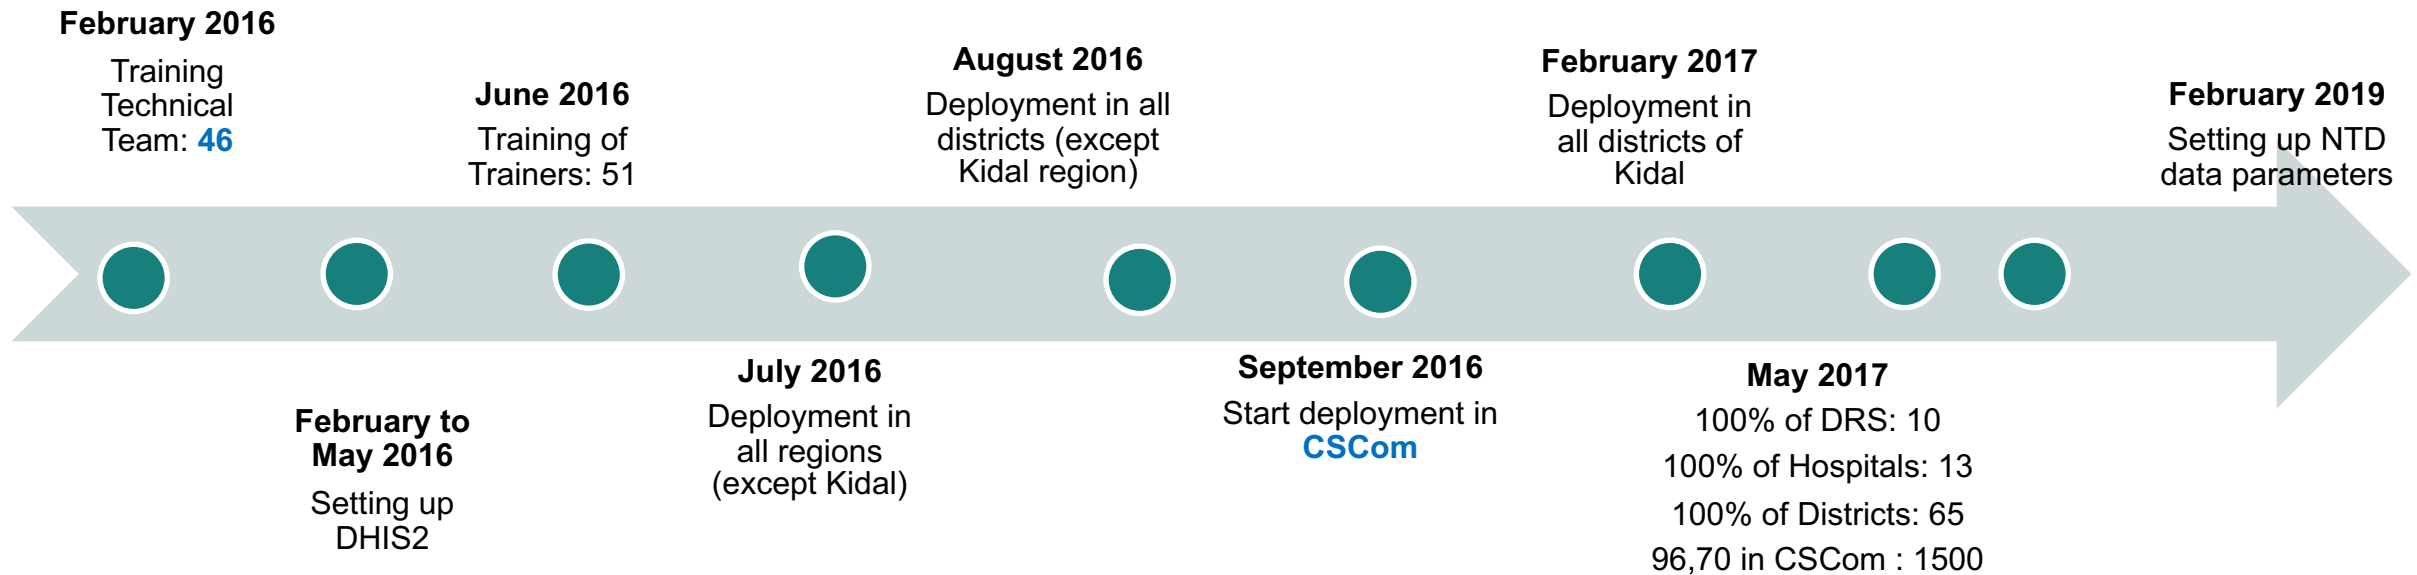 February 2016
Training
Technical
Team: 46
February to
May 2016
Setting up
DHIS2
June 2016
Training of
Trainers: 51
July 2016
Deployment in
all regions
(except Kidal)
August 2016
Deployment in all
districts (except
Kidal region)
September 2016
Start deployment in
CSCom
February 2017
Deployment in
all districts of
Kidal
May 2017
100% of DRS: 10
100% of Hospitals: 13
100% of Districts: 65
96,70 in CSCom : 1500
February 2019
Setting up NTD
data parameters